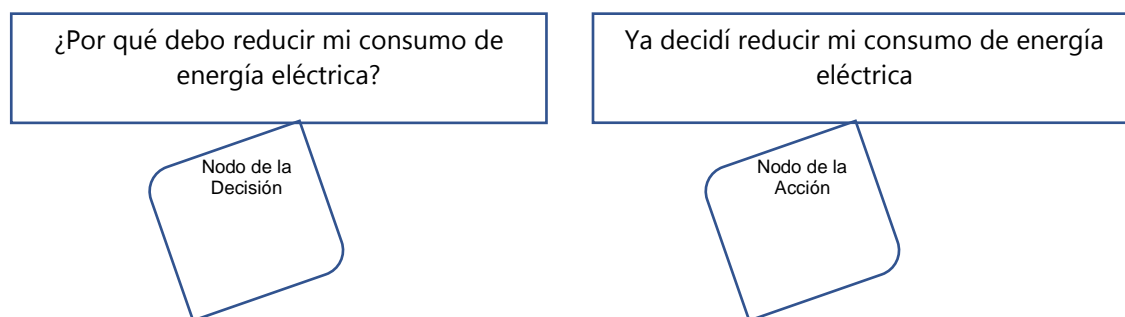 ¿Por qué debo reducir mi consumo de
energía eléctrica?
Nodo de la
Decisión
Ya decidí reducir mi consumo de energía
eléctrica
Nodo de la
Acción